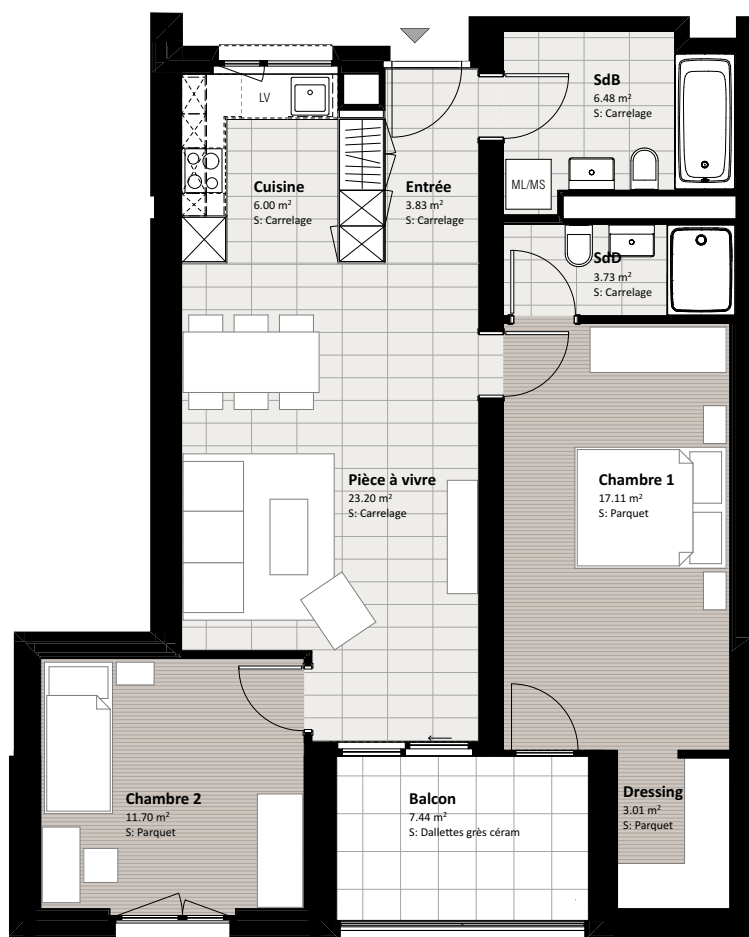 LV
SdB
6.48 m²
S: Carrelage
Cuisine
6.00 m²
S: Carrelage
Entrée
3.83 m²
S: Carrelage
ML/MS
SdD
3.73 m²
S: Carrelage
Pièce à vivre
23.20 m²
S: Carrelage
Chambre 1
17.11 m²
S: Parquet
Chambre 2
11.70 m²
S: Parquet
Balcon
7.44 m²
S: Dallettes grès céram
Dressing
3.01 m²
S: Parquet